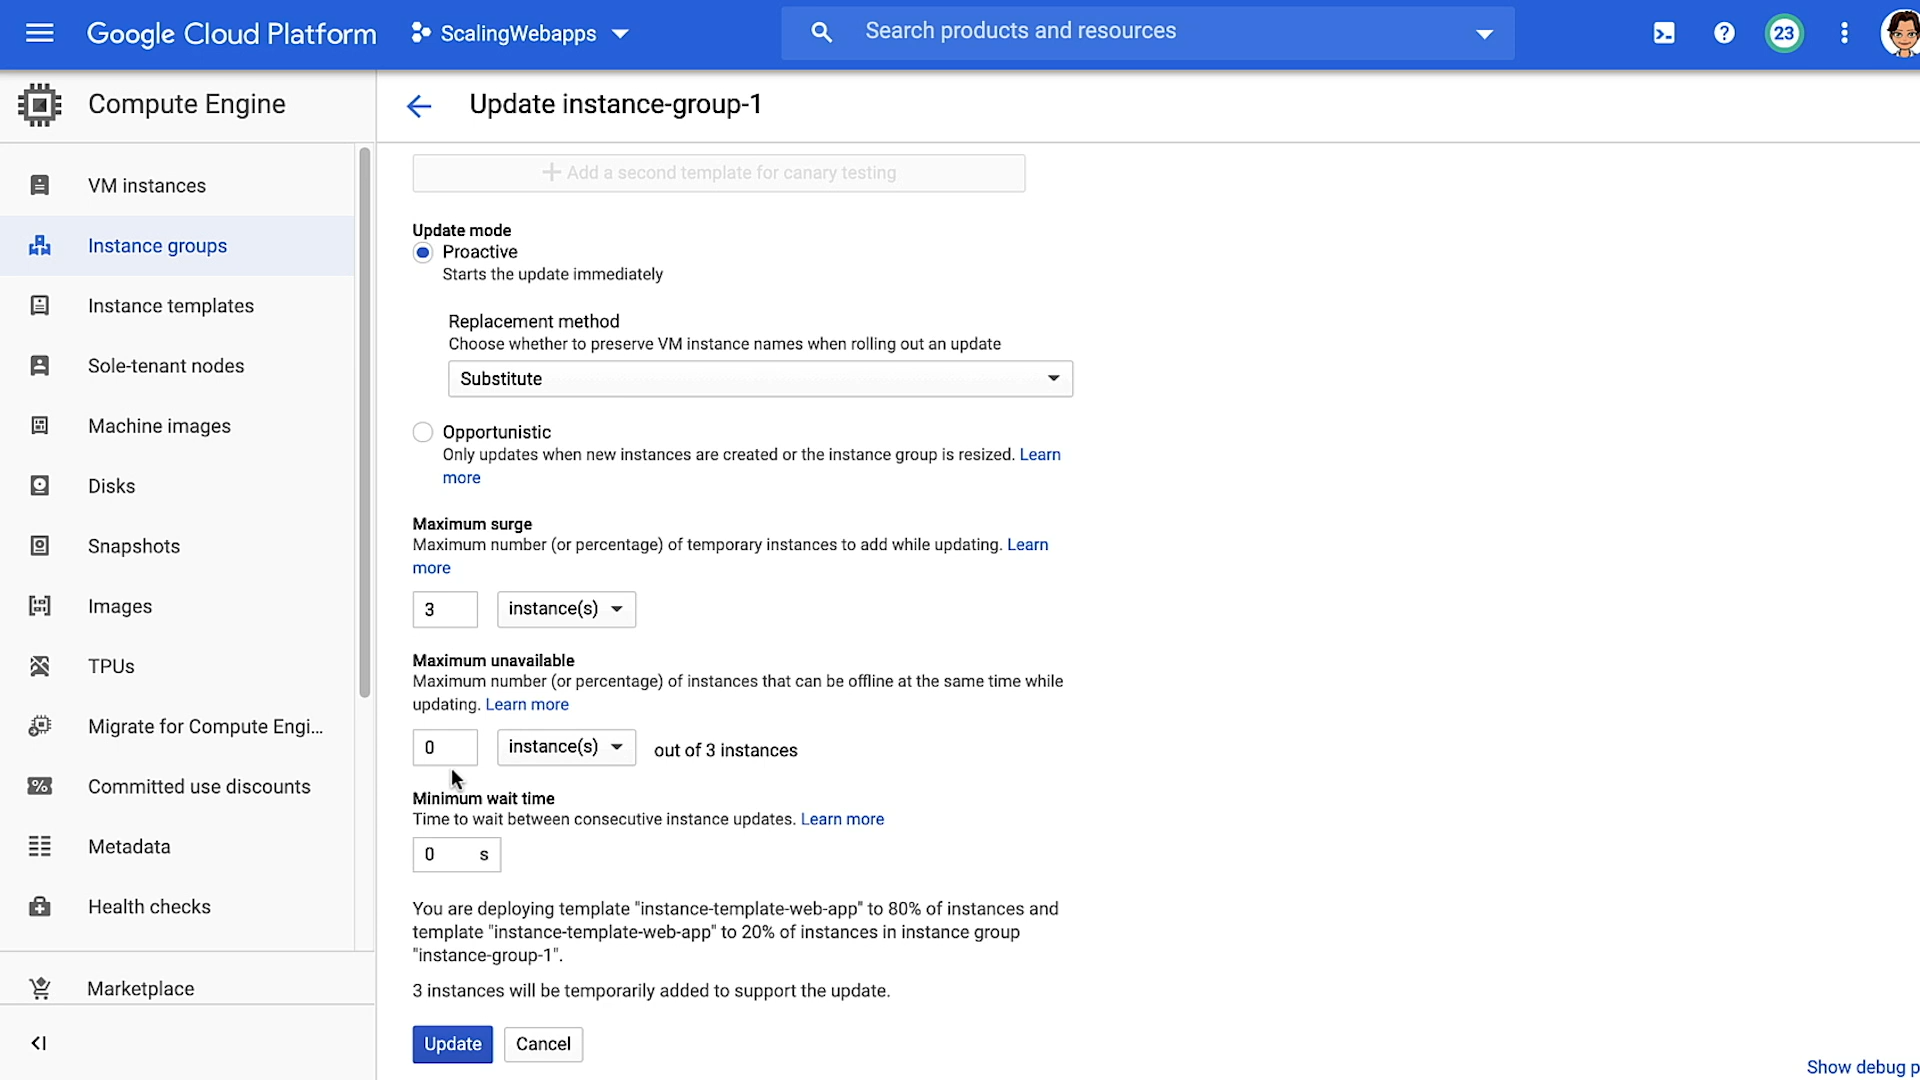 Google Cloud Platform
ScalingWebapps
Search products and resources
23
Compute Engine
Update instance-group-1
VM instances
Instance groups
Instance templates
Sole-tenant nodes
Machine images
Disks
Snapshots
Images
TPUs
Migrate for Compute Engi...
Committed use discounts
Metadata
Health checks
Marketplace
Add a second template for canary testing
Update mode
Proactive
Starts the update immediately
Replacement method
Choose whether to preserve VM instance names when rolling out an update
Substitute
Opportunistic
Only updates when new instances are created or the instance group is resized. Learn
more
Maximum surge
Maximum number (or percentage) of temporary instances to add while updating. Learn
more
3 instance(s)
Maximum unavailable
Maximum number (or percentage) of instances that can be offline at the same time while
updating. Learn more
0 instance(s) out of 3 instances
Minimum wait time
Time to wait between consecutive instance updates. Learn more
0 s
You are deploying template "instance-template-web-app" to 80% of instances and
template "instance-template-web-app" to 20% of instances in instance group
"instance-group-1".
3 instances will be temporarily added to support the update.
Update Cancel
Show debug p